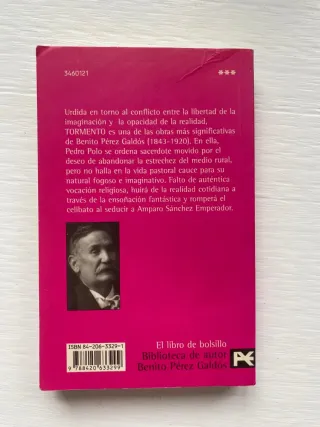 3460121
***
Urdida en torno al conflicto entre la libertad de la
imaginación y la opacidad de la realidad,
TORMENTO es una de las obras más significativas
de Benito Pérez Galdós (1843-1920). En ella,
Pedro Polo se ordena sacerdote movido por el
deseo de abandonar la estrechez del medio rural,
pero no halla en la vida pastoral cauce para su
natural fogoso e imaginativo. Falto de auténtica
vocación religiosa, huirá de la realidad cotidiana a
través de la ensoñación fantástica y romperá el
celibato al seducir a Amparo Sánchez Emperador.
ISBN 84-206-3329-1
9 788420 633299
El libro de bolsillo
Biblioteca de autor
Benito Pérez Galdós